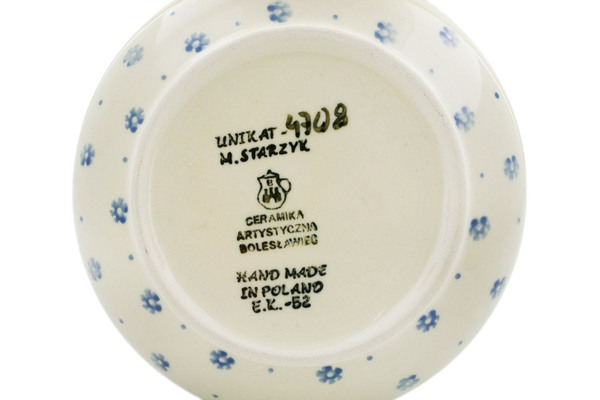 UNIKAT-4708
M.STARZYK
B
CERAMIKA
ARTYSTYCZNA
BOLESŁAWIEC
HAND MADE
IN POLAND
E.K.-52